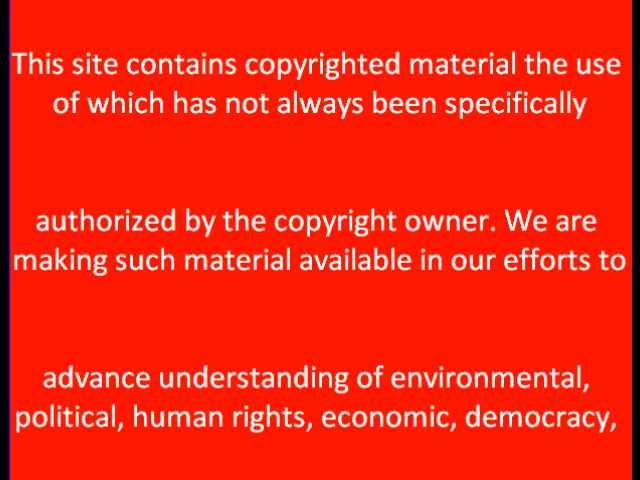 This site contains copyrighted material the use
of which has not always been specifically
authorized by the copyright owner. We are
making such material available in our efforts to
advance understanding of environmental,
political, human rights, economic, democracy,